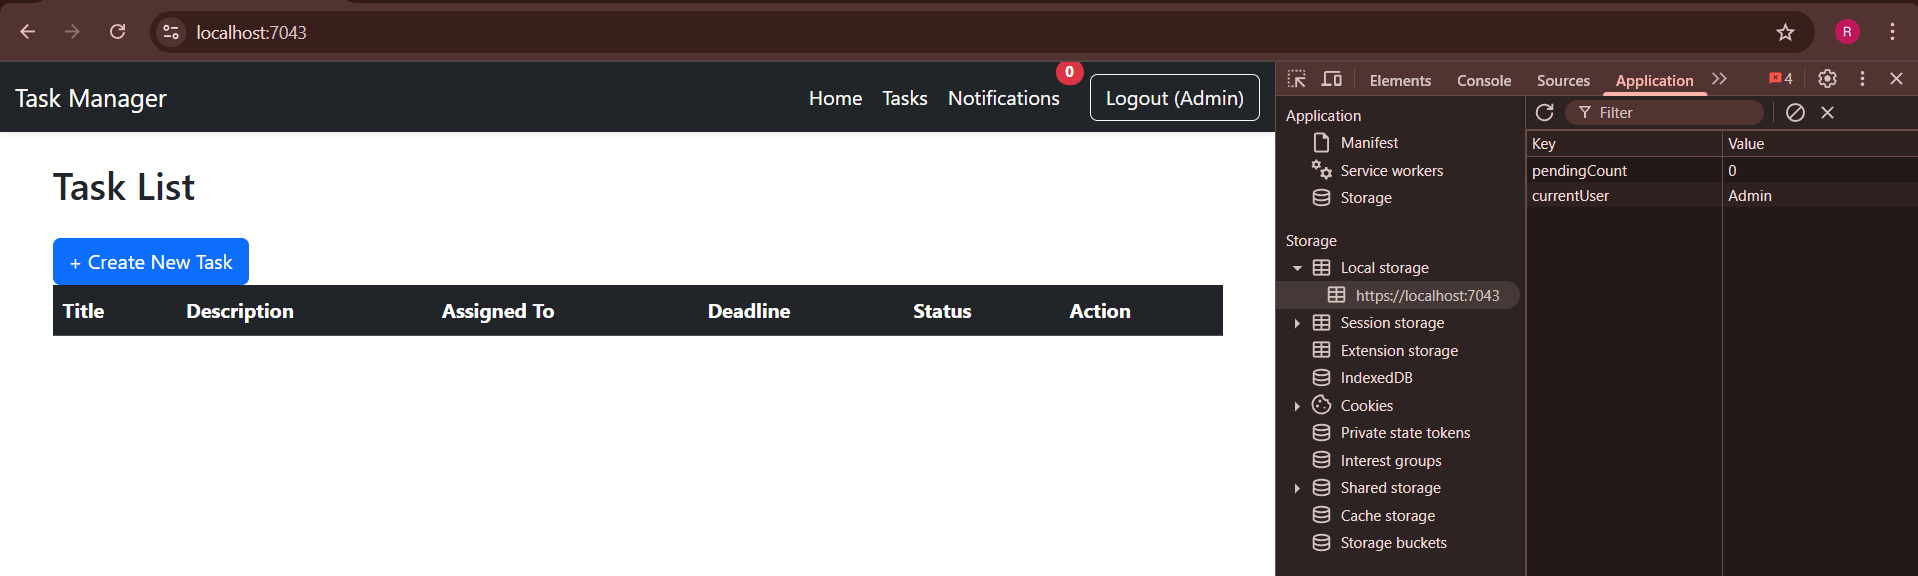 localhost:7043
R
Task Manager
Home Tasks Notifications 0 Logout (Admin)
Task List
+ Create New Task
Title Description Assigned To Deadline Status Action
Elements Console Sources Application 4
Application
Manifest
Service workers
Storage
Storage
Local storage
https://localhost:7043
Session storage
Extension storage
IndexedDB
Cookies
Private state tokens
Interest groups
Shared storage
Cache storage
Storage buckets
Filter
Key Value
pendingCount 0
currentUser Admin